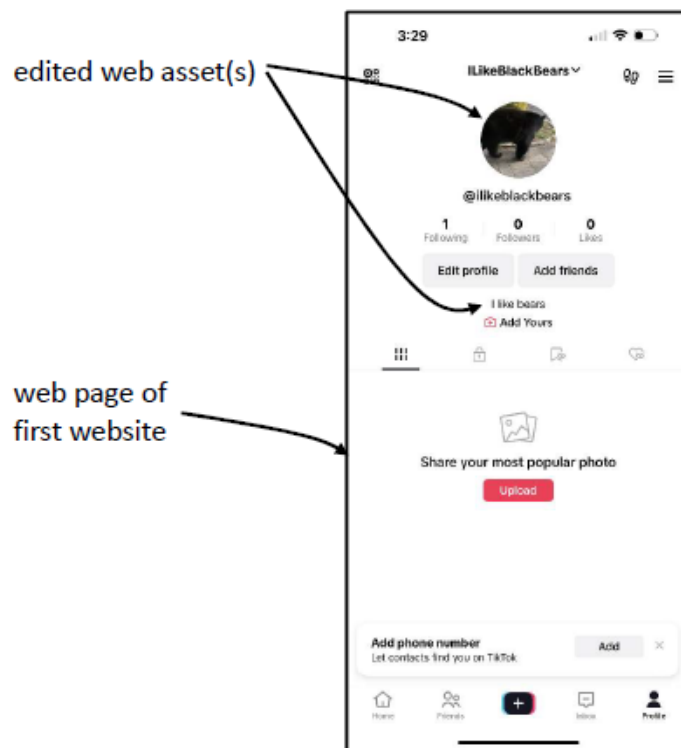 edited web asset(s)
3:29
ILikeBlackBears
@ilikeblackbears
1 0 0
Following Followers Likes
Edit profile Add friends
I like bears
Add Yours
web page of
first website
Share your most popular photo
Upload
Add phone number
Let contacts find you on TikTok
Add
Home Friends Inbox Profile